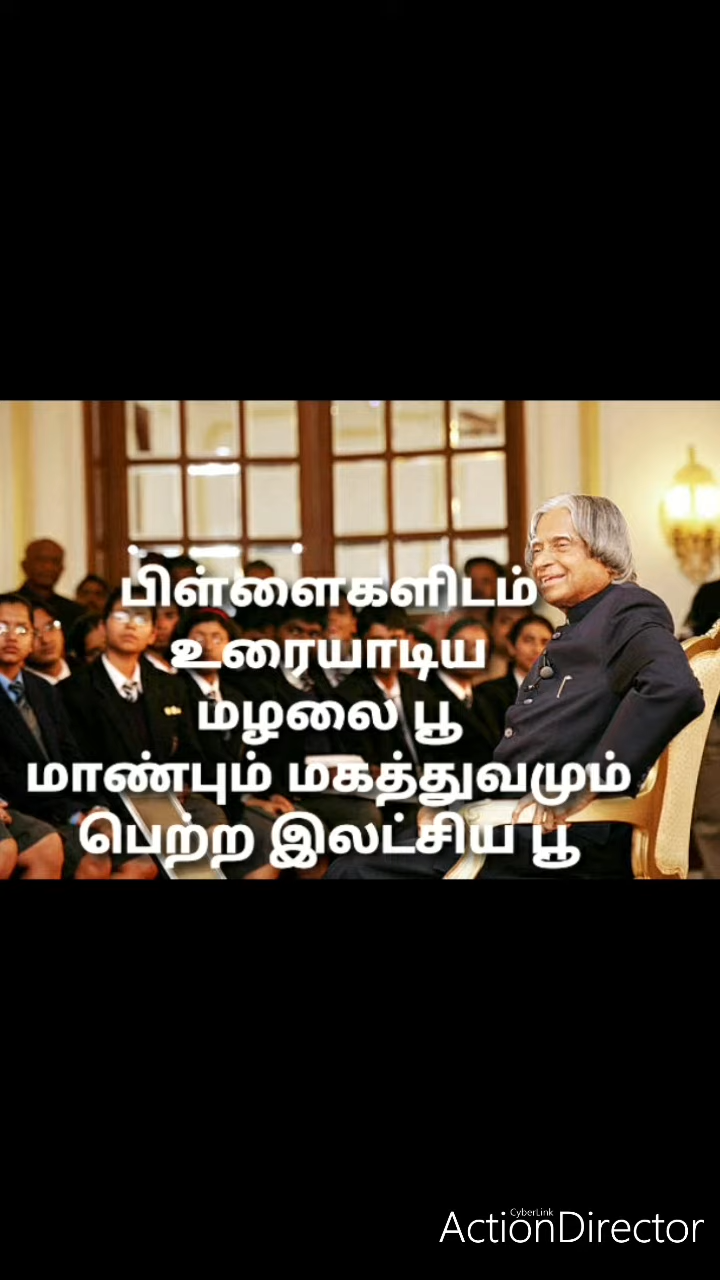 பிள்ளைகளிடம்
உரையாடிய
மழலை பூ
மாண்பும் மகத்துவமும்
பெற்ற இலட்சிய பூ
CyberLink
ActionDirector